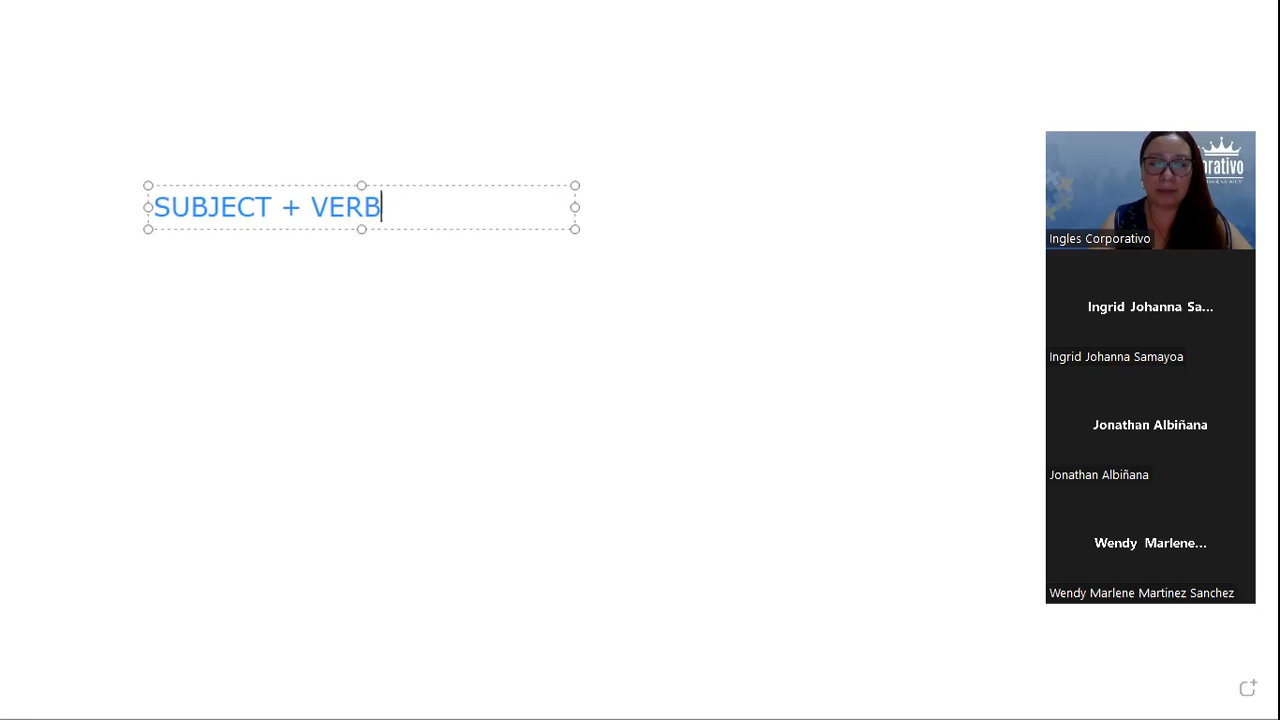 SUBJECT + VERB
orativo
Ingles Corporativo
Ingrid Johanna Sa...
Ingrid Johanna Samayoa
Jonathan Albiñana
Jonathan Albiñana
Wendy Marlene...
Wendy Marlene Martinez Sanchez